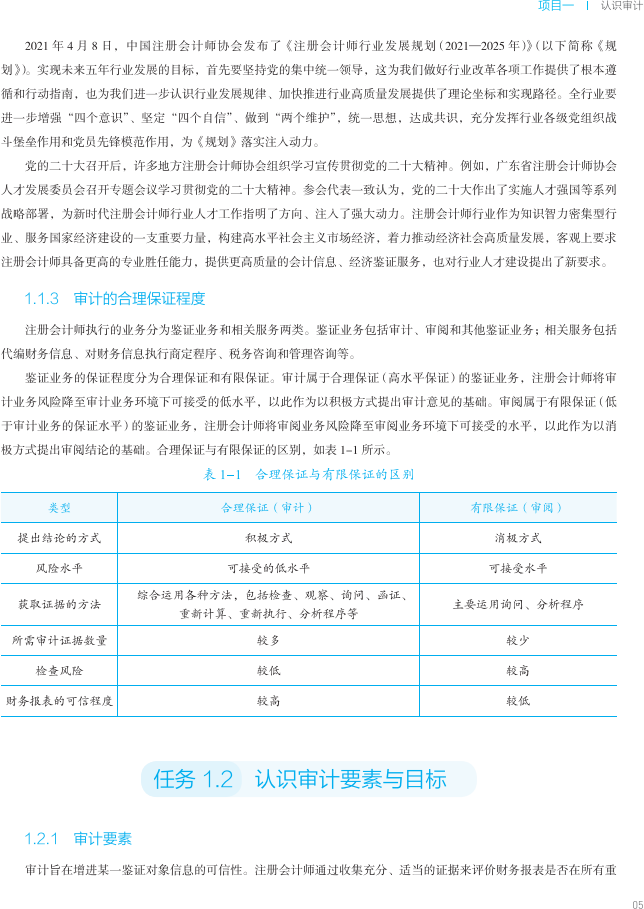 项目一 | 认识审计
2021 年 4 月 8 日，中国注册会计师协会发布了《注册会计师行业发展规划（2021—2025 年）》（以下简称《规
划》）。实现未来五年行业发展的目标，首先要坚持党的集中统一领导，这为我们做好行业改革各项工作提供了根本遵
循和行动指南，也为我们进一步认识行业发展规律、加快推进行业高质量发展提供了理论坐标和实现路径。全行业要
进一步增强“四个意识”、坚定“四个自信”、做到“两个维护”，统一思想，达成共识，充分发挥行业各级党组织战
斗堡垒作用和党员先锋模范作用，为《规划》落实注入动力。
党的二十大召开后，许多地方注册会计师协会组织学习宣传贯彻党的二十大精神。例如，广东省注册会计师协会
人才发展委员会召开专题会议学习贯彻党的二十大精神。参会代表一致认为，党的二十大作出了实施人才强国等系列
战略部署，为新时代注册会计师行业人才工作指明了方向、注入了强大动力。注册会计师行业作为知识智力密集型行
业、服务国家经济建设的一支重要力量，构建高水平社会主义市场经济，着力推动经济社会高质量发展，客观上要求
注册会计师具备更高的专业胜任能力，提供更高质量的会计信息、经济鉴证服务，也对行业人才建设提出了新要求。
1.1.3 审计的合理保证程度
注册会计师执行的业务分为鉴证业务和相关服务两类。鉴证业务包括审计、审阅和其他鉴证业务；相关服务包括
代编财务信息、对财务信息执行商定程序、税务咨询和管理咨询等。
鉴证业务的保证程度分为合理保证和有限保证。审计属于合理保证（高水平保证）的鉴证业务，注册会计师将审
计业务风险降至审计业务环境下可接受的低水平，以此作为以积极方式提出审计意见的基础。审阅属于有限保证（低
于审计业务的保证水平）的鉴证业务，注册会计师将审阅业务风险降至审阅业务环境下可接受的水平，以此作为以消
极方式提出审阅结论的基础。合理保证与有限保证的区别，如表 1-1 所示。
表 1-1 合理保证与有限保证的区别
类型 合理保证（审计） 有限保证（审阅）
提出结论的方式 积极方式 消极方式
风险水平 可接受的低水平 可接受水平
获取证据的方法 综合运用各种方法，包括检查、观察、询问、函证、
重新计算、重新执行、分析程序等 主要运用询问、分析程序
所需审计证据数量 较多 较少
检查风险 较低 较高
财务报表的可信程度 较高 较低
任务 1.2 认识审计要素与目标
1.2.1 审计要素
审计旨在增进某一鉴证对象信息的可信性。注册会计师通过收集充分、适当的证据来评价财务报表是否在所有重
05